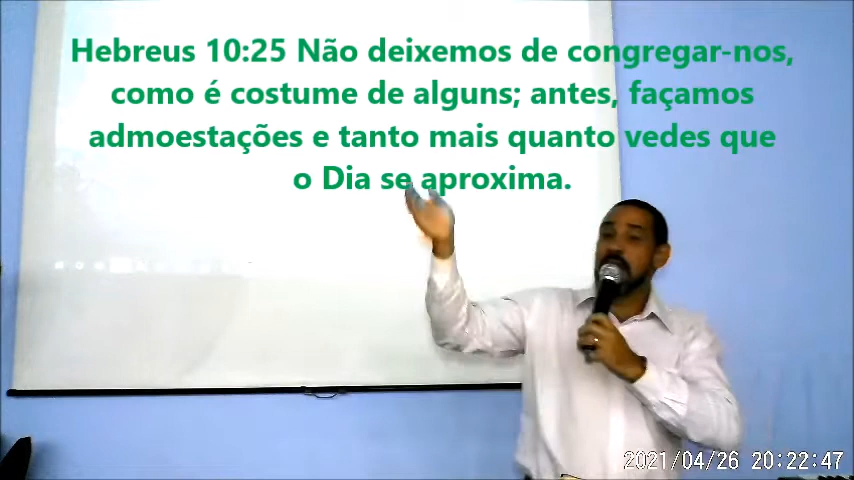 Hebreus 10:25 Não deixemos de congregar-nos,
como é costume de alguns; antes, façamos
admoestações e tanto mais quanto vedes que
o Dia se aproxima.
2021/04/26 20:22:47